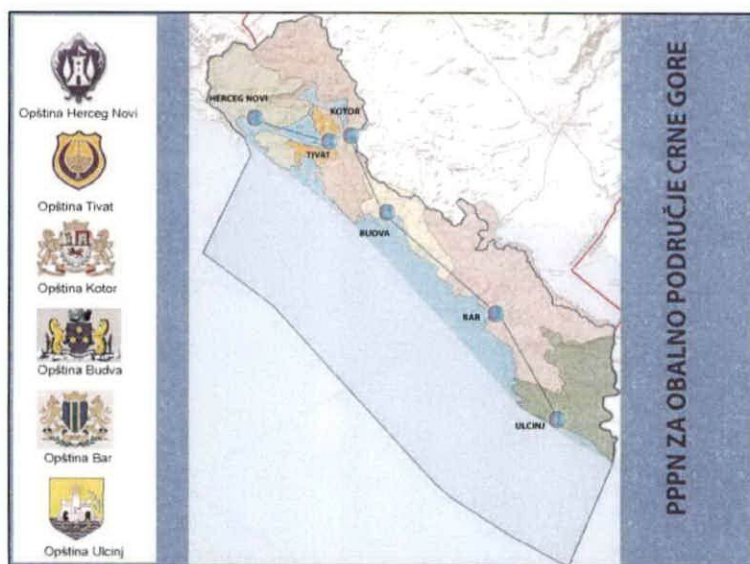 Opština Herceg Novi
Opština Tivat
Opština Kotor
Opština Budva
Opština Bar
Opština Ulcinj
HERCEG NOVI
KOTOR
TIVAT
BUDVA
BAR
ULCINJ
PPPN ZA OBALNO PODRUČJE CRNE GORE